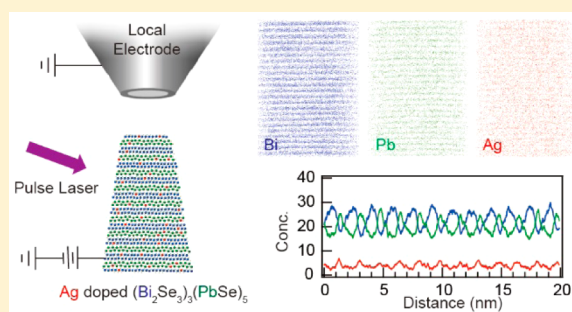 Local
Electrode
Pulse Laser
Ag doped (Bi₂Se₃)₃(PbSe)₅
Bi
Pb
Ag
Conc.
40
30
20
10
0
0
5
10
15
20
Distance (nm)